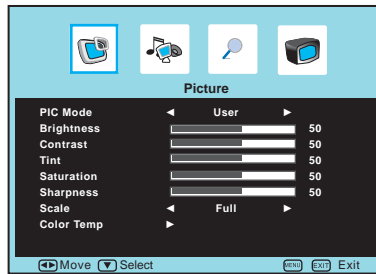 Picture
PIC Mode User
Brightness 50
Contrast 50
Tint 50
Saturation 50
Sharpness 50
Scale Full
Color Temp
Move Select MENU EXIT Exit